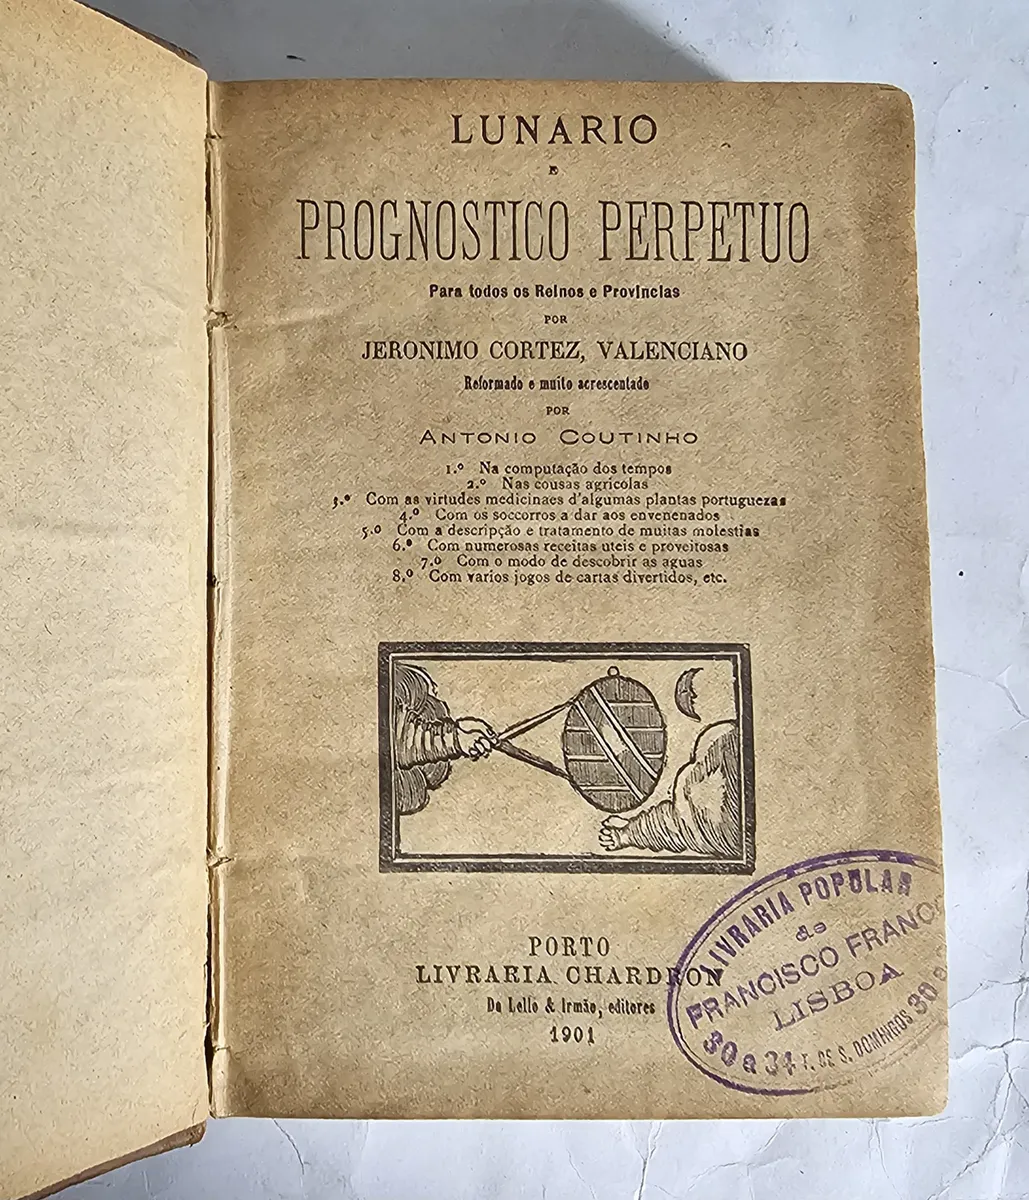 LUNARIO
E
PROGNOSTICO PERPETUO
Para todos os Reinos e Provincias
POR
JERONIMO CORTEZ, VALENCIANO
Reformado e muito acrescentado
POR
ANTONIO COUTINHO
1.º Na computação dos tempos
2.º Nas cousas agricolas
3.º Com as virtudes medicinaes d'algumas plantas portuguezas
4.º Com os soccorros a dar aos envenenados
5.º Com a descripção e tratamento de muitas molestias
6.º Com numerosas receitas uteis e proveitosas
7.º Com o modo de descobrir as aguas
8.º Com varios jogos de cartas divertidos, etc.
PORTO
LIVRARIA CHARDRON
De Lello & Irmão, editores
1901
LIVRARIA POPULAR
de
FRANCISCO FRANCO
LISBOA
30 a 34 T. DE S. DOMINGOS 30